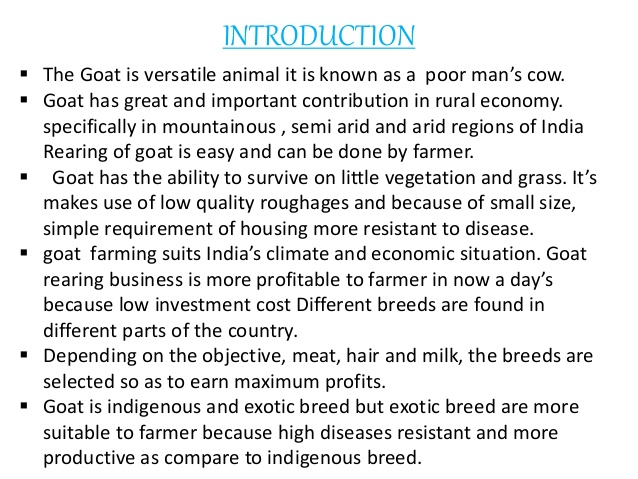 INTRODUCTION
▪ The Goat is versatile animal it is known as a poor man’s cow.
▪ Goat has great and important contribution in rural economy.
specifically in mountainous , semi arid and arid regions of India
Rearing of goat is easy and can be done by farmer.
▪ Goat has the ability to survive on little vegetation and grass. It’s
makes use of low quality roughages and because of small size,
simple requirement of housing more resistant to disease.
▪ goat farming suits India’s climate and economic situation. Goat
rearing business is more profitable to farmer in now a day’s
because low investment cost Different breeds are found in
different parts of the country.
▪ Depending on the objective, meat, hair and milk, the breeds are
selected so as to earn maximum profits.
▪ Goat is indigenous and exotic breed but exotic breed are more
suitable to farmer because high diseases resistant and more
productive as compare to indigenous breed.